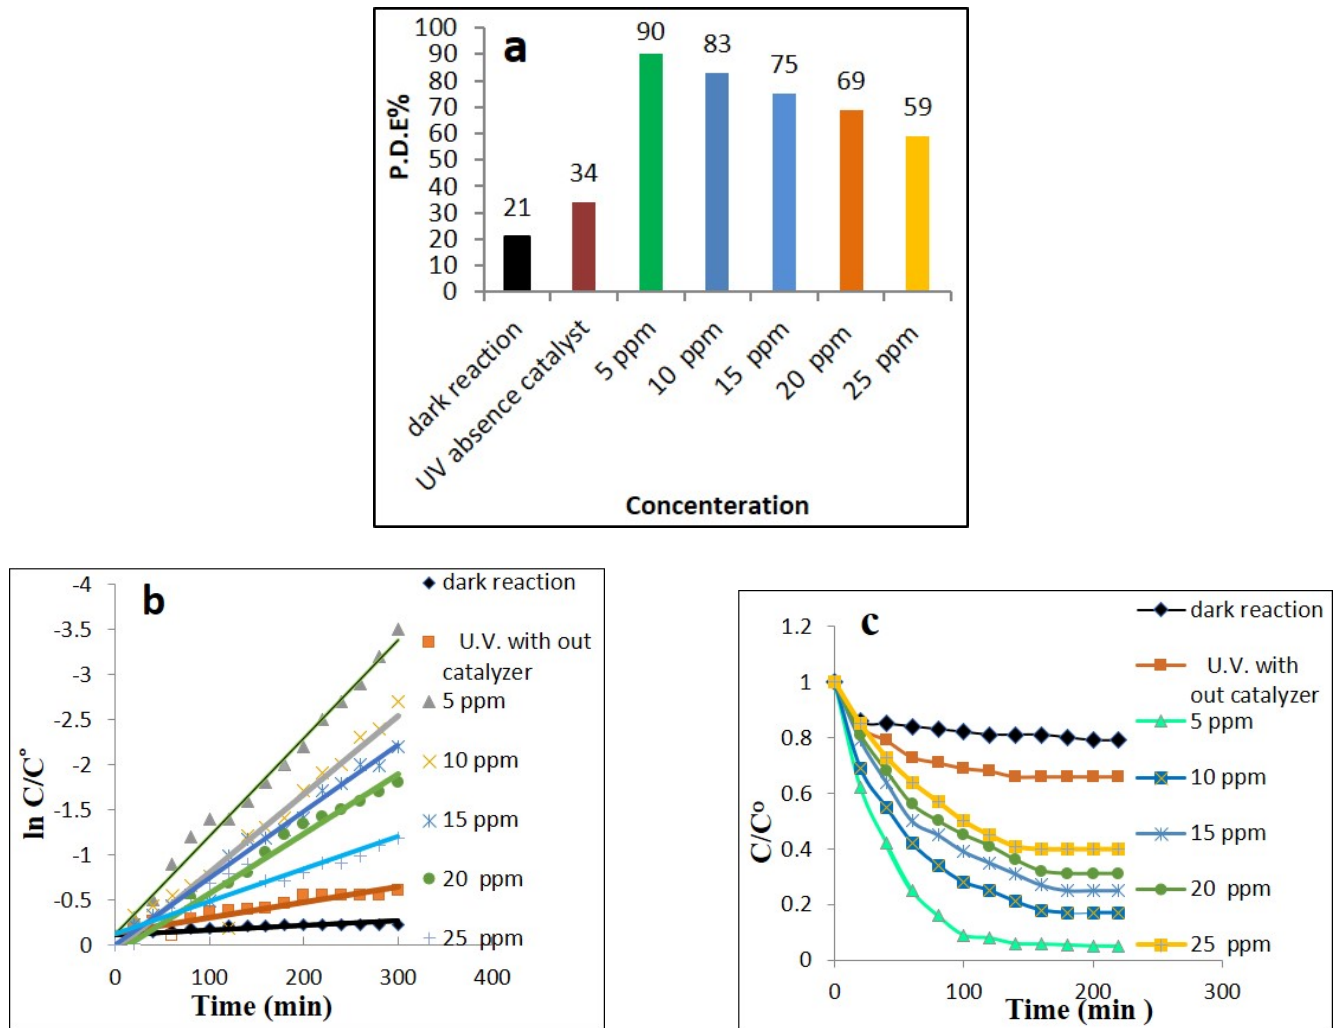 a
P.D.E%
100
90
80
70
60
50
40
30
20
10
0
21
34
90
83
75
69
59
dark reaction
UV absence catalyst
5 ppm
10 ppm
15 ppm
20 ppm
25 ppm
Concenteration
b
ln C/C°
-4
-3.5
-3
-2.5
-2
-1.5
-1
-0.5
0
0
100
200
300
400
Time (min)
dark reaction
U.V. with out
catalyzer
5 ppm
10 ppm
15 ppm
20 ppm
25 ppm
c
C/C°
1.2
1
0.8
0.6
0.4
0.2
0
0
100
200
300
Time (min )
dark reaction
U.V. with
out catalyzer
5 ppm
10 ppm
15 ppm
20 ppm
25 ppm